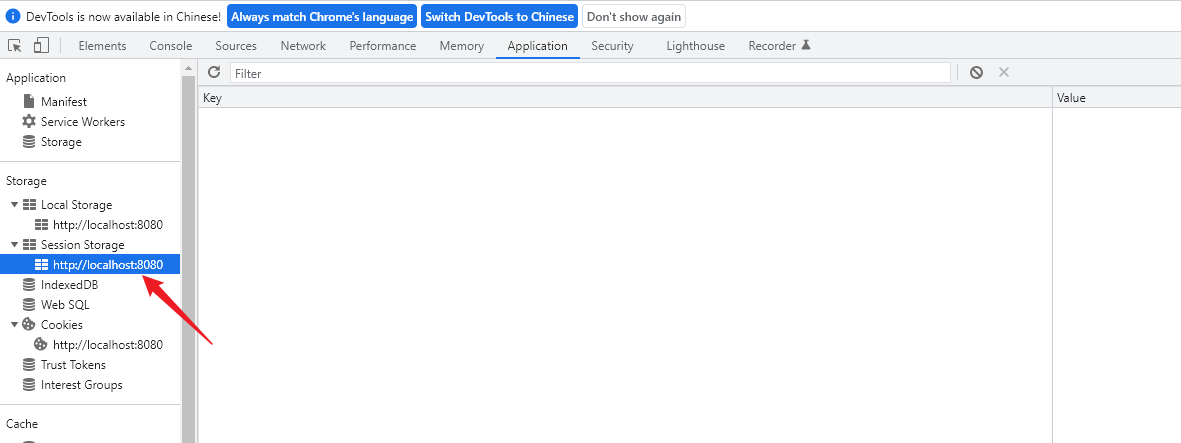 DevTools is now available in Chinese! Always match Chrome's language Switch DevTools to Chinese Don't show again
Elements Console Sources Network Performance Memory Application Security Lighthouse Recorder
Application
Manifest
Service Workers
Storage
Storage
Local Storage
http://localhost:8080
Session Storage
http://localhost:8080
IndexedDB
Web SQL
Cookies
http://localhost:8080
Trust Tokens
Interest Groups
Cache
Filter
Key Value